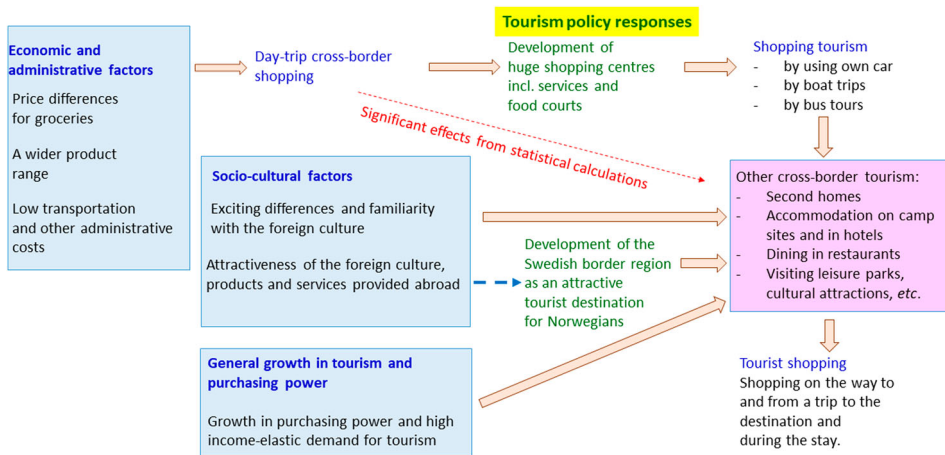 Tourism policy responses
Economic and
administrative factors
Price differences
for groceries
A wider product
range
Low transportation
and other administrative
costs
Day-trip cross-border
shopping
Development of
huge shopping centres
incl. services and
food courts
Shopping tourism
- by using own car
- by boat trips
- by bus tours
Significant effects from statistical calculations
Socio-cultural factors
Exciting differences and familiarity
with the foreign culture
Attractiveness of the foreign culture,
products and services provided abroad
Development of the
Swedish border region
as an attractive
tourist destination
for Norwegians
Other cross-border tourism:
- Second homes
- Accommodation on camp
sites and in hotels
- Dining in restaurants
- Visiting leisure parks,
cultural attractions, etc.
General growth in tourism and
purchasing power
Growth in purchasing power and high
income-elastic demand for tourism
Tourist shopping
Shopping on the way to
and from a trip to the
destination and
during the stay.